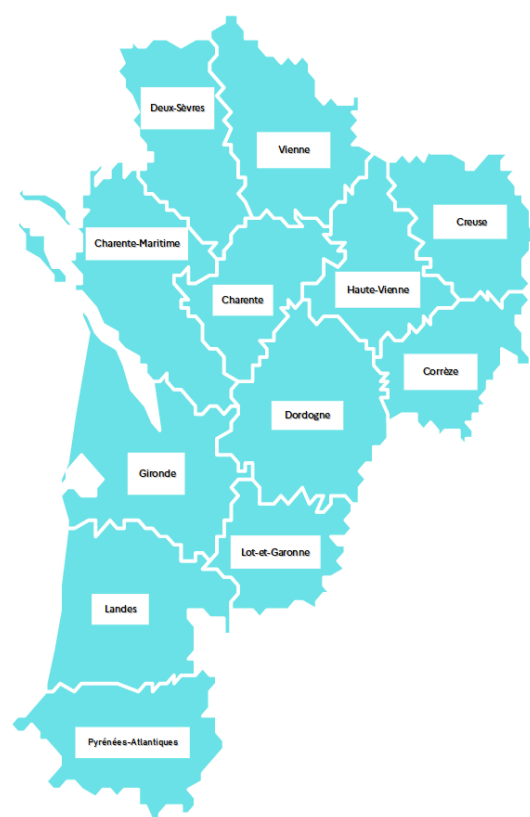 Deux-Sèvres
Vienne
Creuse
Charente-Maritime
Haute-Vienne
Charente
Corrèze
Dordogne
Gironde
Lot-et-Garonne
Landes
Pyrénées-Atlantiques